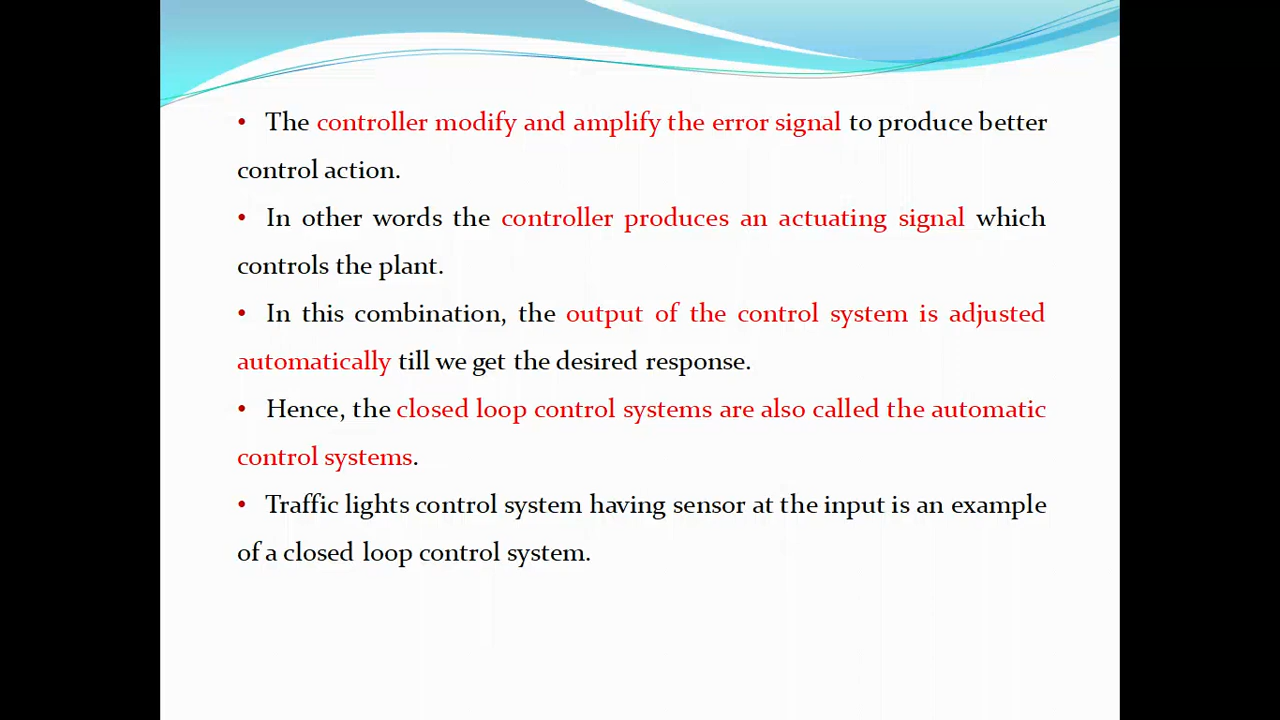 • The controller modify and amplify the error signal to produce better
control action.
• In other words the controller produces an actuating signal which
controls the plant.
• In this combination, the output of the control system is adjusted
automatically till we get the desired response.
• Hence, the closed loop control systems are also called the automatic
control systems.
• Traffic lights control system having sensor at the input is an example
of a closed loop control system.